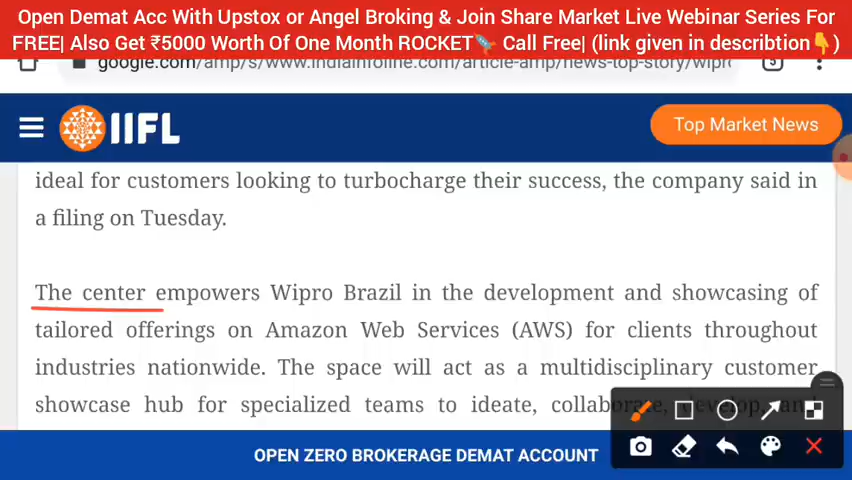 Open Demat Acc With Upstox or Angel Broking & Join Share Market Live Webinar Series For
FREE| Also Get ₹5000 Worth Of One Month ROCKET🚀 Call Free| (link given in describtion👇)
google.com/amp/s/www.indiainfoline.com/article-amp/news-top-story/wipr
IIFL
Top Market News
ideal for customers looking to turbocharge their success, the company said in
a filing on Tuesday.
The center empowers Wipro Brazil in the development and showcasing of
tailored offerings on Amazon Web Services (AWS) for clients throughout
industries nationwide. The space will act as a multidisciplinary customer
showcase hub for specialized teams to ideate, collaborate, develop, and
OPEN ZERO BROKERAGE DEMAT ACCOUNT